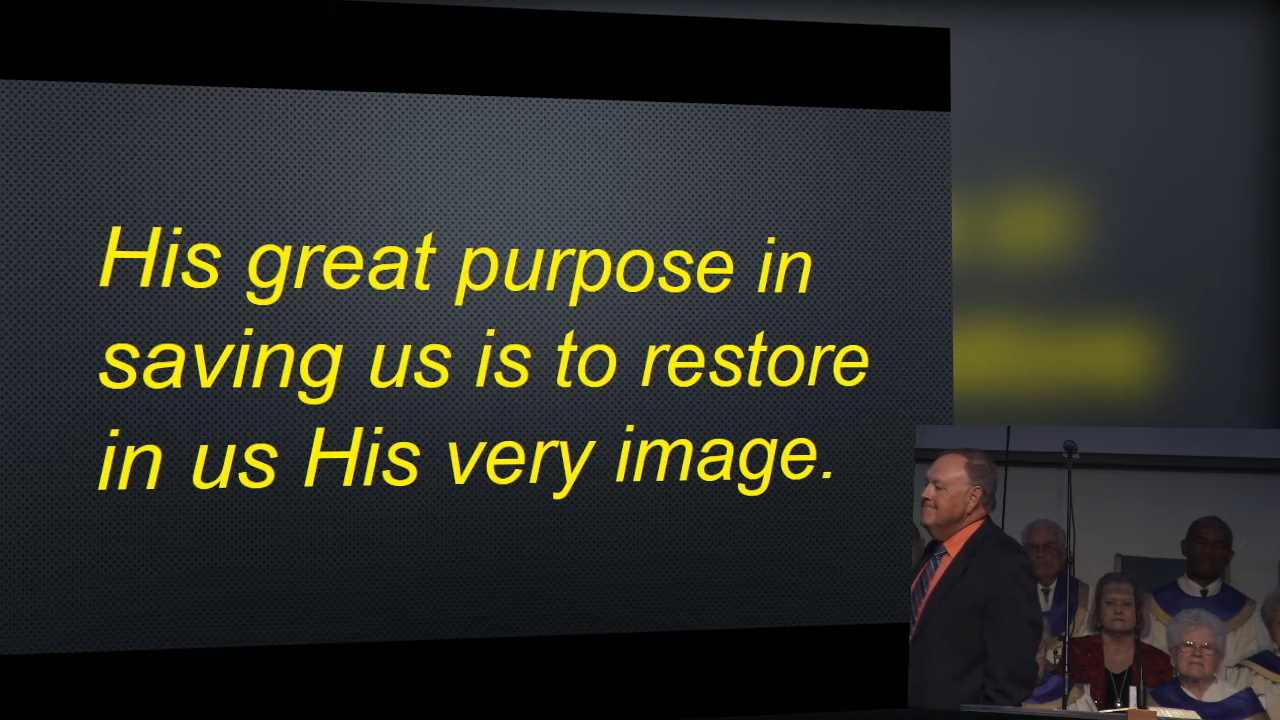 His great purpose in
saving us is to restore
in us His very image.